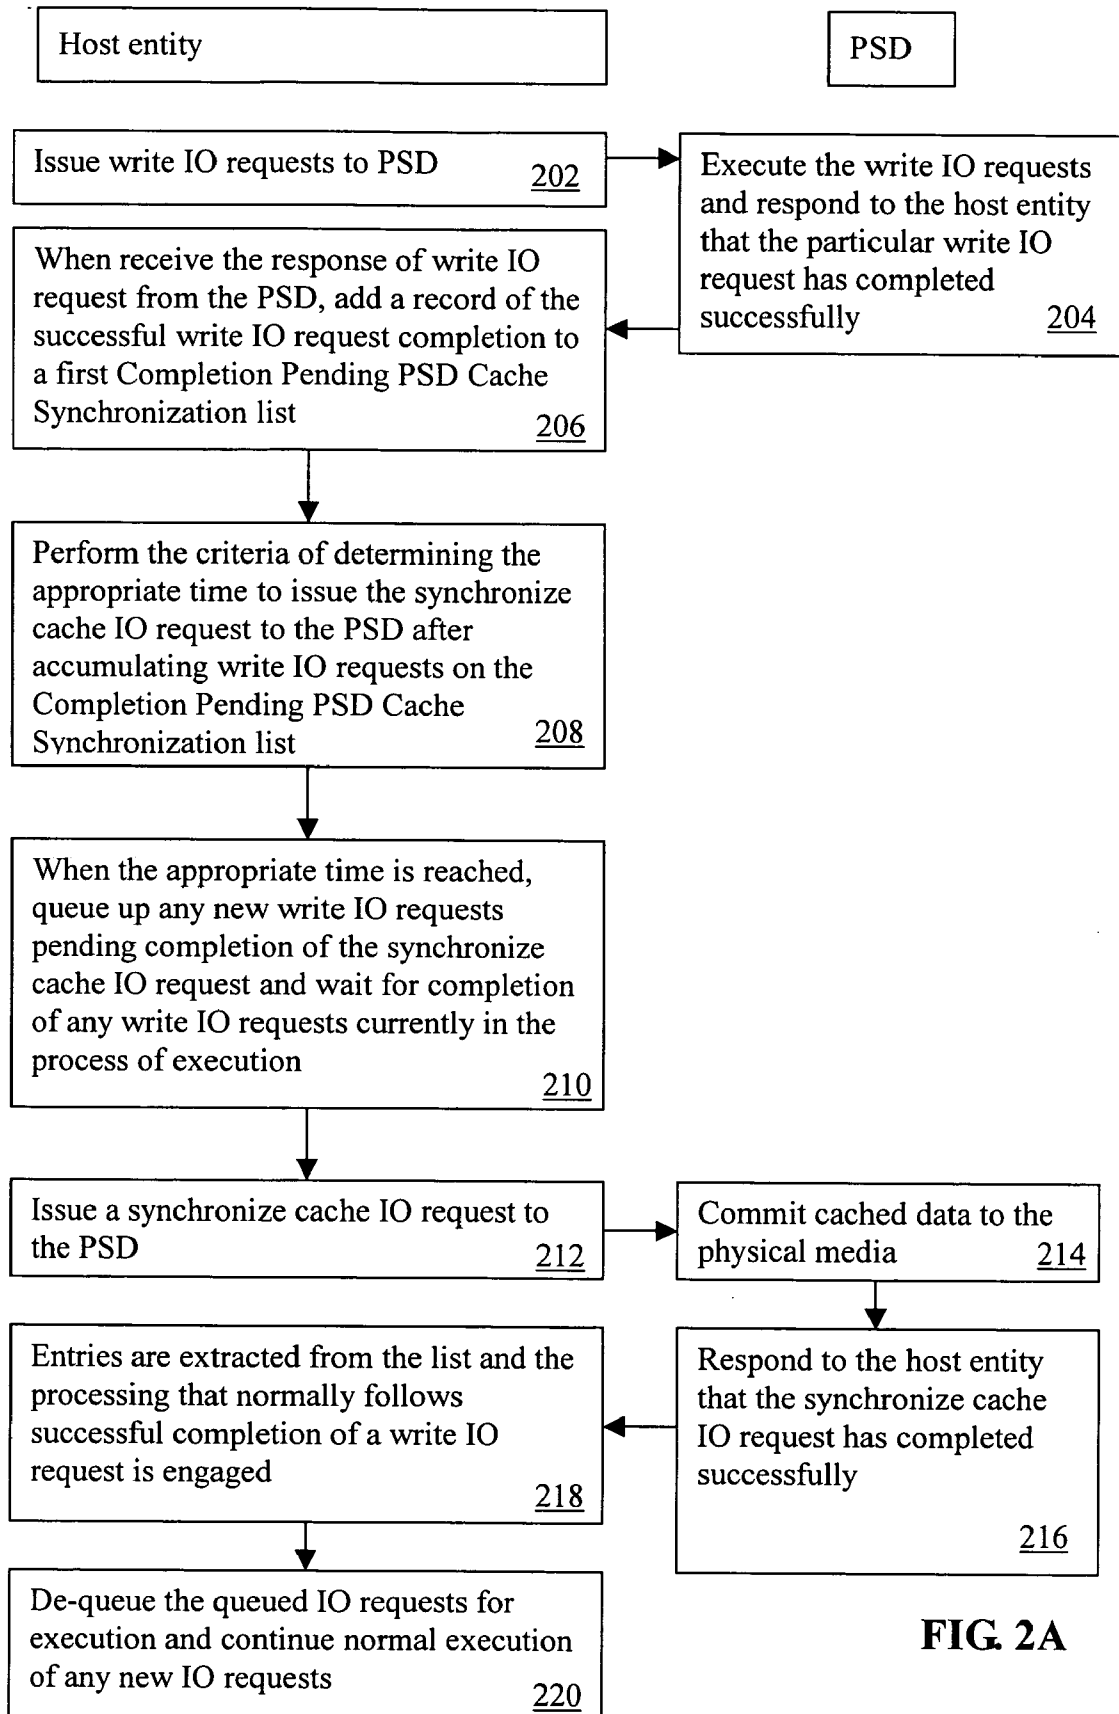 Host entity
PSD
Issue write IO requests to PSD
202
Execute the write IO requests
and respond to the host entity
that the particular write IO
request has completed
successfully
204
When receive the response of write IO
request from the PSD, add a record of the
successful write IO request completion to
a first Completion Pending PSD Cache
Synchronization list
206
Perform the criteria of determining the
appropriate time to issue the synchronize
cache IO request to the PSD after
accumulating write IO requests on the
Completion Pending PSD Cache
Synchronization list
208
When the appropriate time is reached,
queue up any new write IO requests
pending completion of the synchronize
cache IO request and wait for completion
of any write IO requests currently in the
process of execution
210
Issue a synchronize cache IO request to
the PSD
212
Commit cached data to the
physical media
214
Entries are extracted from the list and the
processing that normally follows
successful completion of a write IO
request is engaged
218
Respond to the host entity
that the synchronize cache
IO request has completed
successfully
216
De-queue the queued IO requests for
execution and continue normal execution
of any new IO requests
220
FIG. 2A